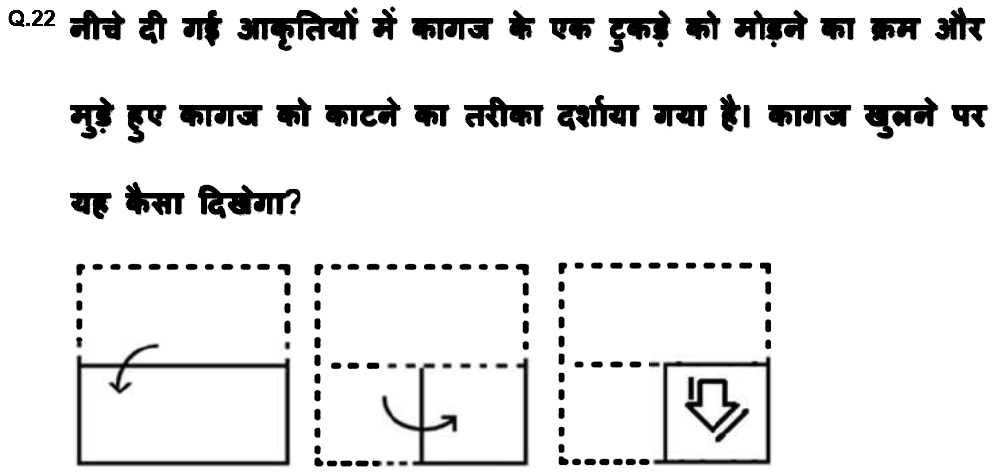 Q.22 नीचे दी गई आकृतियों में कागज के एक टुकड़े को मोड़ने का क्रम और
मुड़े हुए कागज को काटने का तरीका दर्शाया गया है। कागज खुलने पर
यह कैसा दिखेगा?